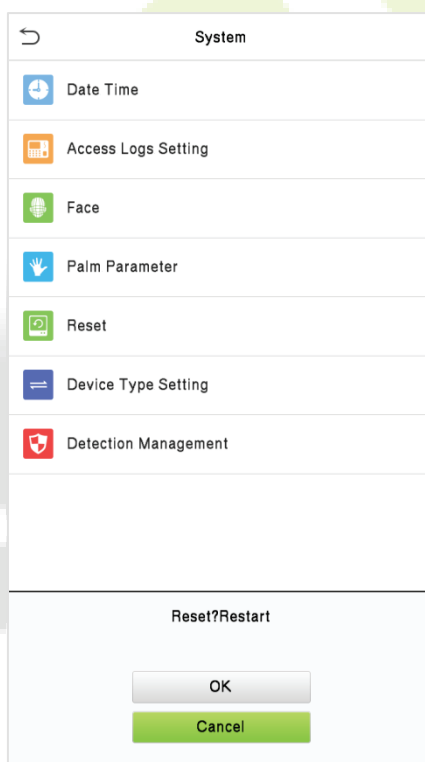 System
Date Time
Access Logs Setting
Face
Palm Parameter
Reset
Device Type Setting
Detection Management
Reset?Restart
OK
Cancel